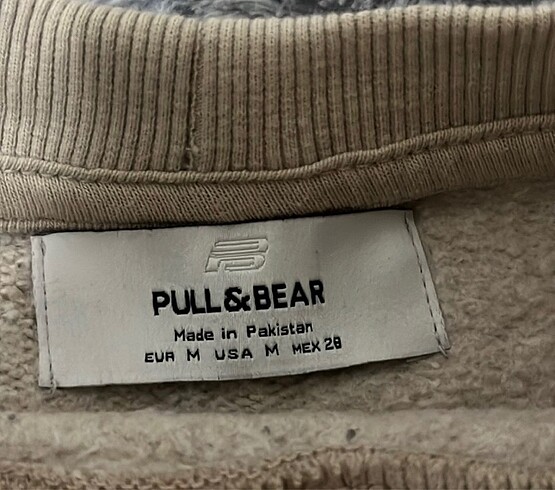 PULL&BEAR
Made in Pakistan
EUR M USA M MEX 28